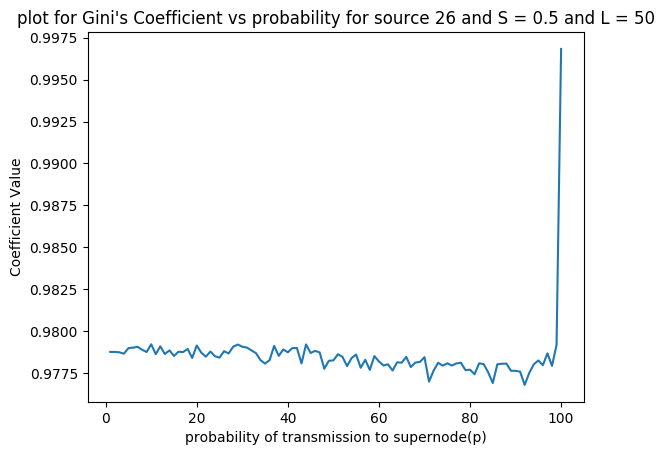 plot for Gini's Coefficient vs probability for source 26 and S = 0.5 and L = 50
0.9975
0.9950
0.9925
0.9900
0.9875
0.9850
0.9825
0.9800
0.9775
Coefficient Value
0 20 40 60 80 100
probability of transmission to supernode(p)